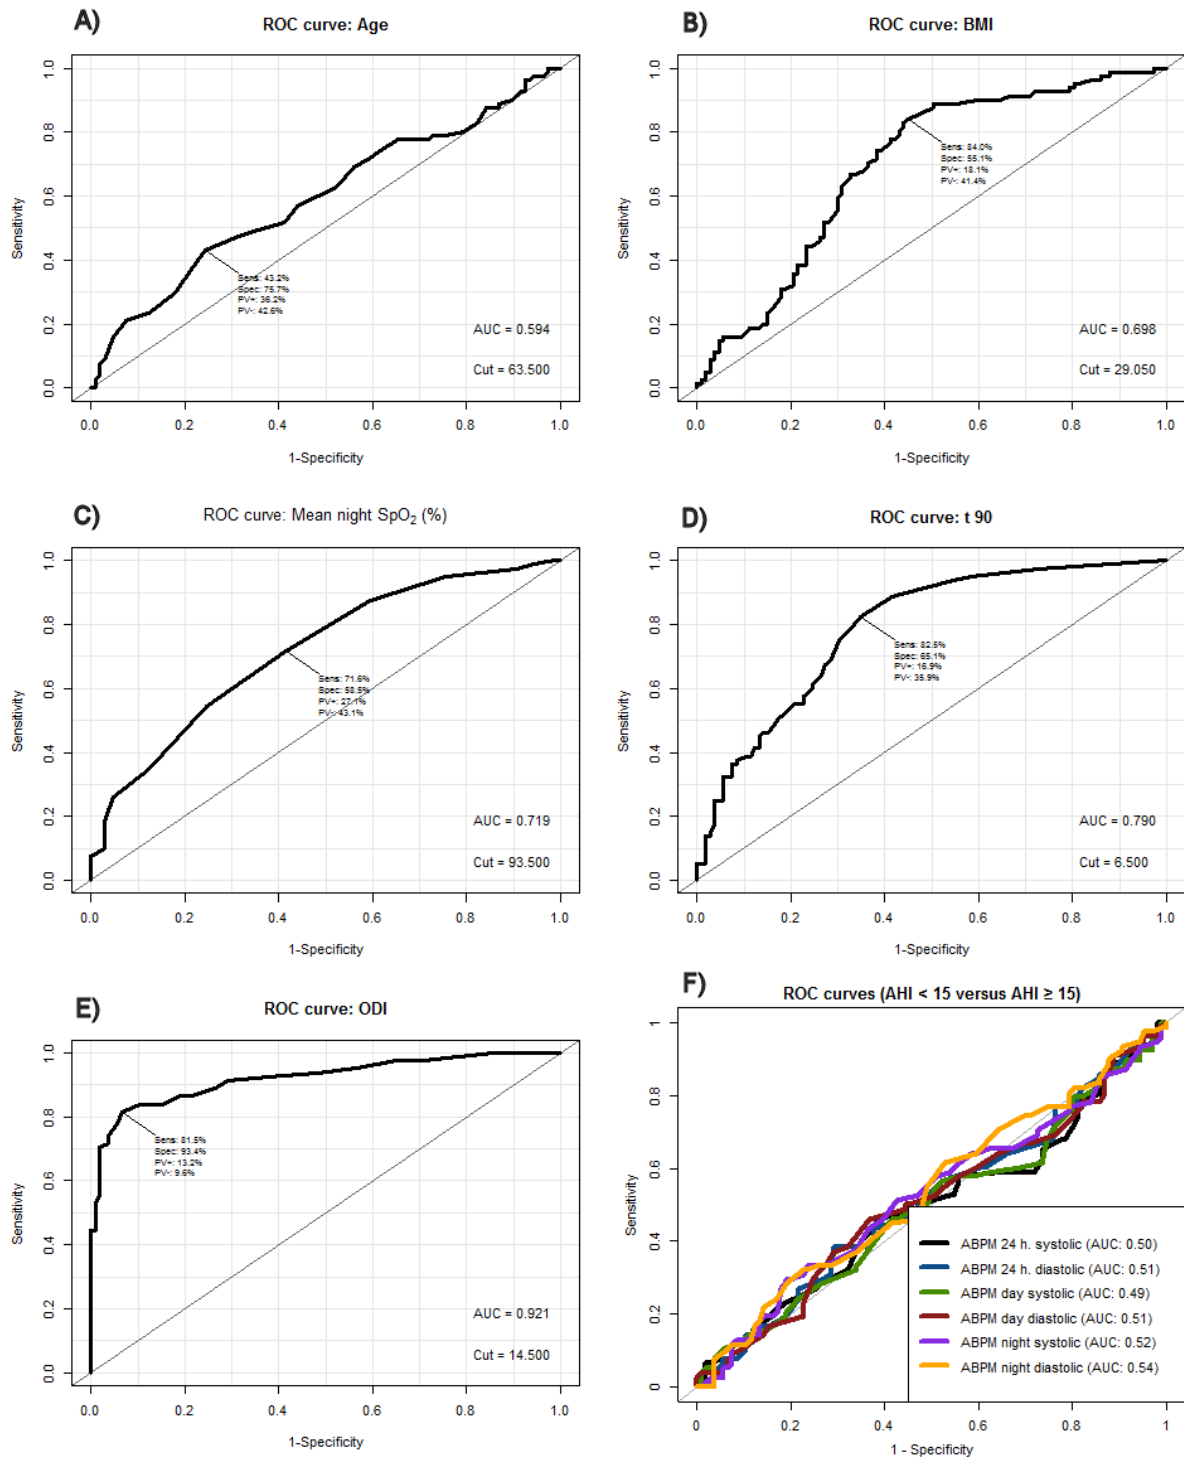 A)
ROC curve: Age
Sensitivity
0.0 0.2 0.4 0.6 0.8 1.0
Sens: 43.2%
Spec: 75.7%
PV+: 36.2%
PV-: 42.6%
AUC = 0.594
Cut = 63.500
0.0 0.2 0.4 0.6 0.8 1.0
1-Specificity
B)
ROC curve: BMI
Sensitivity
0.0 0.2 0.4 0.6 0.8 1.0
Sens: 84.0%
Spec: 55.1%
PV+: 18.1%
PV-: 41.4%
AUC = 0.698
Cut = 29.050
0.0 0.2 0.4 0.6 0.8 1.0
1-Specificity
C)
ROC curve: Mean night SpO₂ (%)
Sensitivity
0.0 0.2 0.4 0.6 0.8 1.0
Sens: 71.6%
Spec: 58.5%
PV+: 27.1%
PV-: 43.1%
AUC = 0.719
Cut = 93.500
0.0 0.2 0.4 0.6 0.8 1.0
1-Specificity
D)
ROC curve: t 90
Sensitivity
0.0 0.2 0.4 0.6 0.8 1.0
Sens: 82.5%
Spec: 65.1%
PV+: 16.9%
PV-: 35.9%
AUC = 0.790
Cut = 6.500
0.0 0.2 0.4 0.6 0.8 1.0
1-Specificity
E)
ROC curve: ODI
Sensitivity
0.0 0.2 0.4 0.6 0.8 1.0
Sens: 81.5%
Spec: 93.4%
PV+: 13.2%
PV-: 9.6%
AUC = 0.921
Cut = 14.500
0.0 0.2 0.4 0.6 0.8 1.0
1-Specificity
F)
ROC curves (AHI < 15 versus AHI ≥ 15)
Sensitivity
0 0.2 0.4 0.6 0.8 1
ABPM 24 h. systolic (AUC: 0.50)
ABPM 24 h. diastolic (AUC: 0.51)
ABPM day systolic (AUC: 0.49)
ABPM day diastolic (AUC: 0.51)
ABPM night systolic (AUC: 0.52)
ABPM night diastolic (AUC: 0.54)
0 0.2 0.4 0.6 0.8 1
1 - Specificity